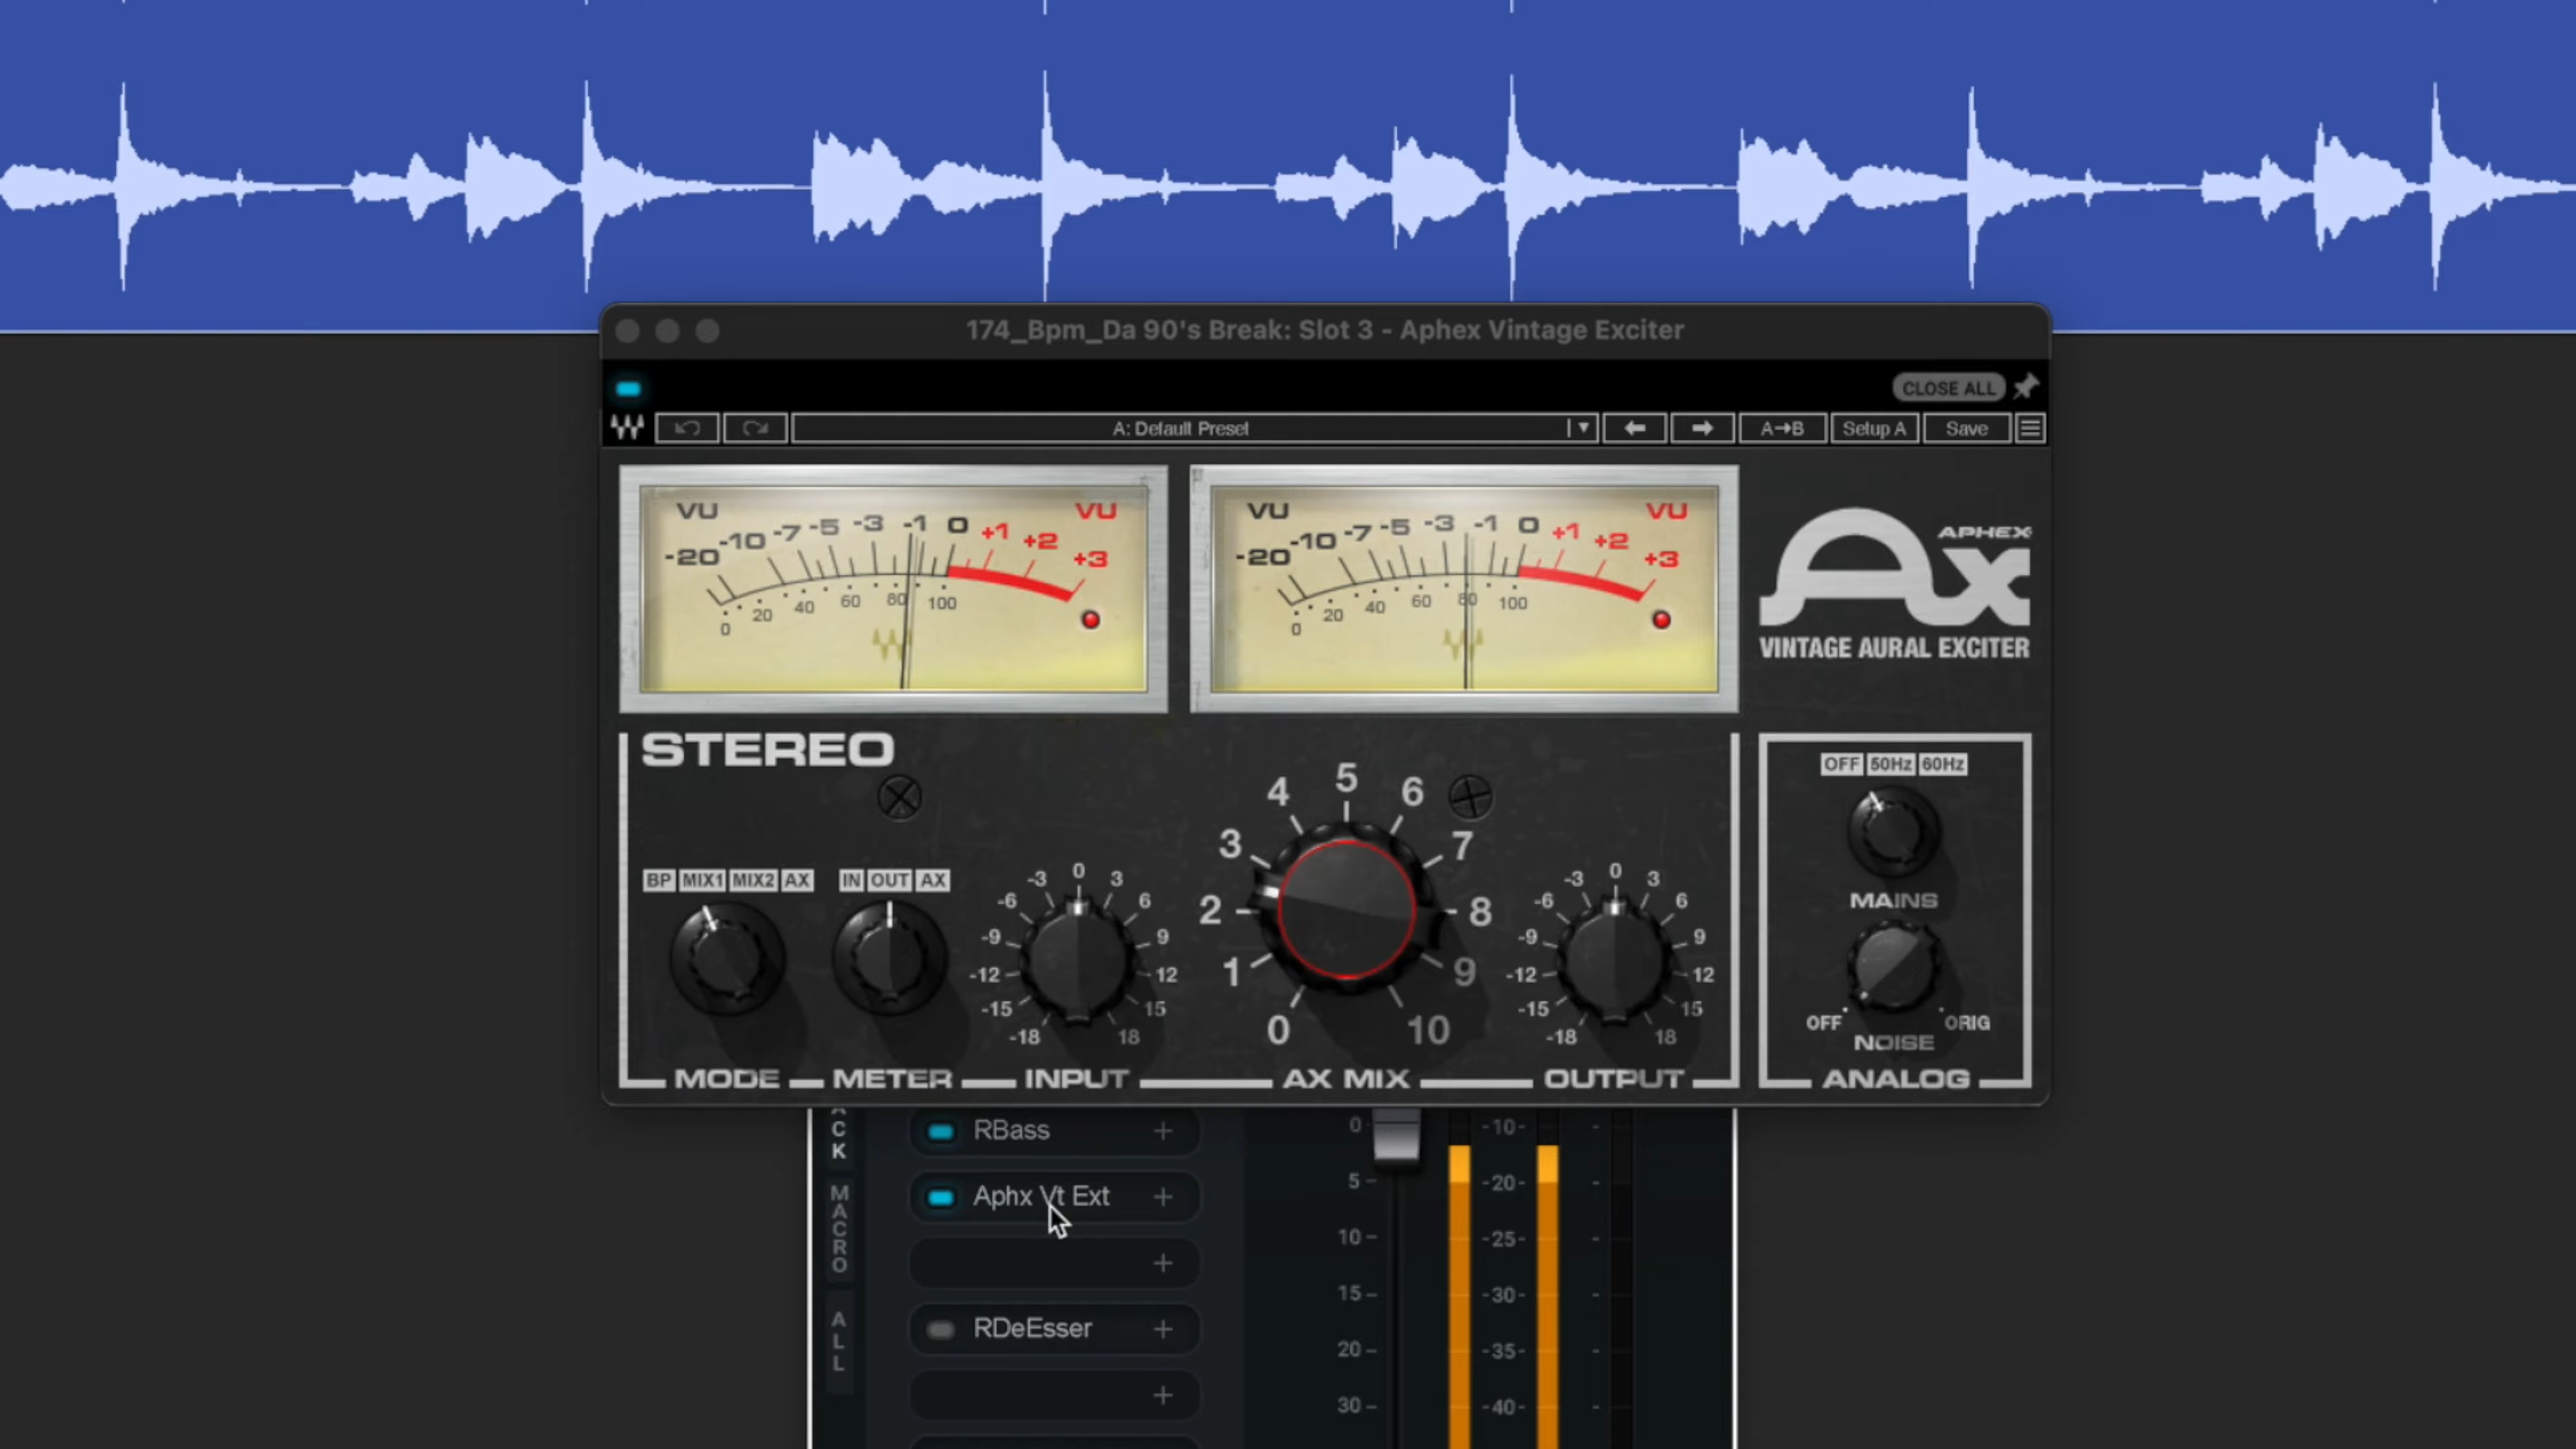 174_Bpm_Da 90's Break: Slot 3 - Aphex Vintage Exciter
CLOSE ALL
A: Default Preset
A→B
Setup A
Save
VU -20 -10 -7 -5 -3 -1 0 +1 +2 +3 VU
0 20 40 60 80 100
VU -20 -10 -7 -5 -3 -1 0 +1 +2 +3 VU
0 20 40 60 80 100
APHEX
Ax
VINTAGE AURAL EXCITER
STEREO
BP MIX1 MIX2 AX
MODE
IN OUT AX
METER
-18 -15 -12 -9 -6 -3 0 3 6 9 12 15 18
INPUT
0 1 2 3 4 5 6 7 8 9 10
AX MIX
-18 -15 -12 -9 -6 -3 0 3 6 9 12 15 18
OUTPUT
OFF 50Hz 60Hz
MAINS
OFF ORIG
NOISE
ANALOG
CK
MACRO
ALL
RBass +
Aphx Vt Ext +
+
RDeEsser +
+
0
5
10
15
20
30
-10-
-20-
-25-
-30-
-35-
-40-